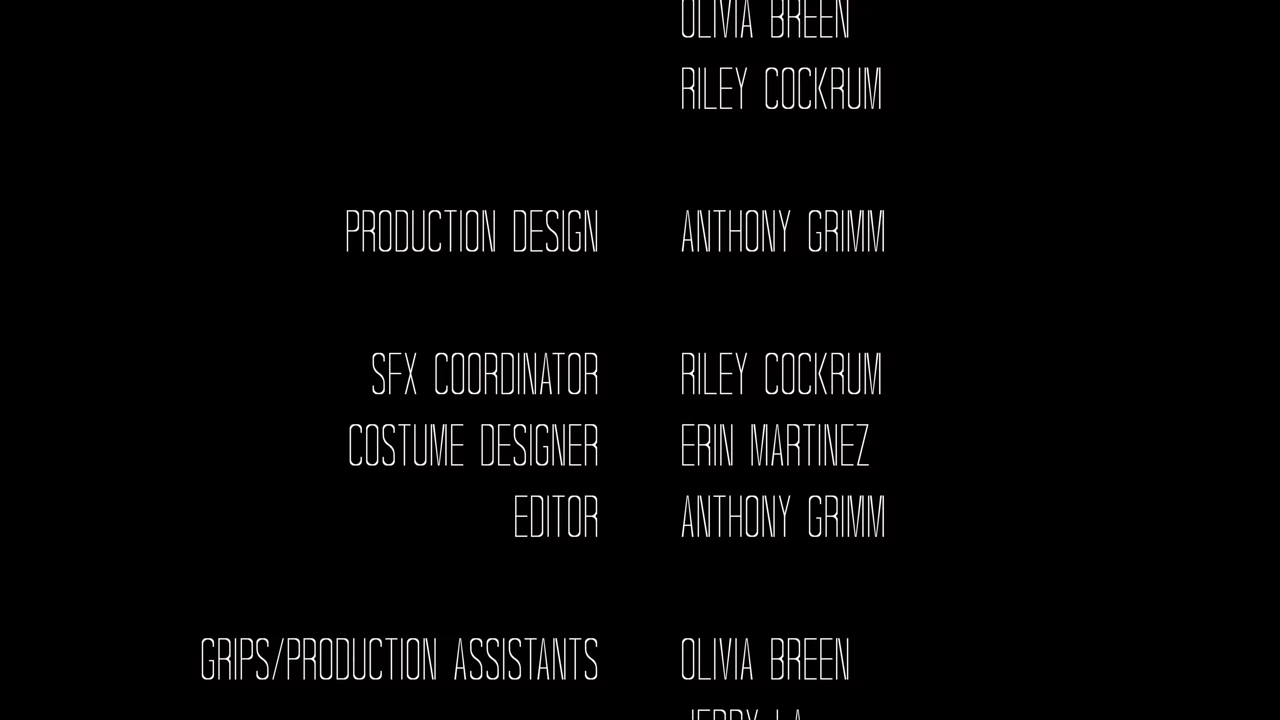 OLIVIA BREEN
RILEY COCKRUM
PRODUCTION DESIGN ANTHONY GRIMM
SFX COORDINATOR RILEY COCKRUM
COSTUME DESIGNER ERIN MARTINEZ
EDITOR ANTHONY GRIMM
GRIPS/PRODUCTION ASSISTANTS OLIVIA BREEN